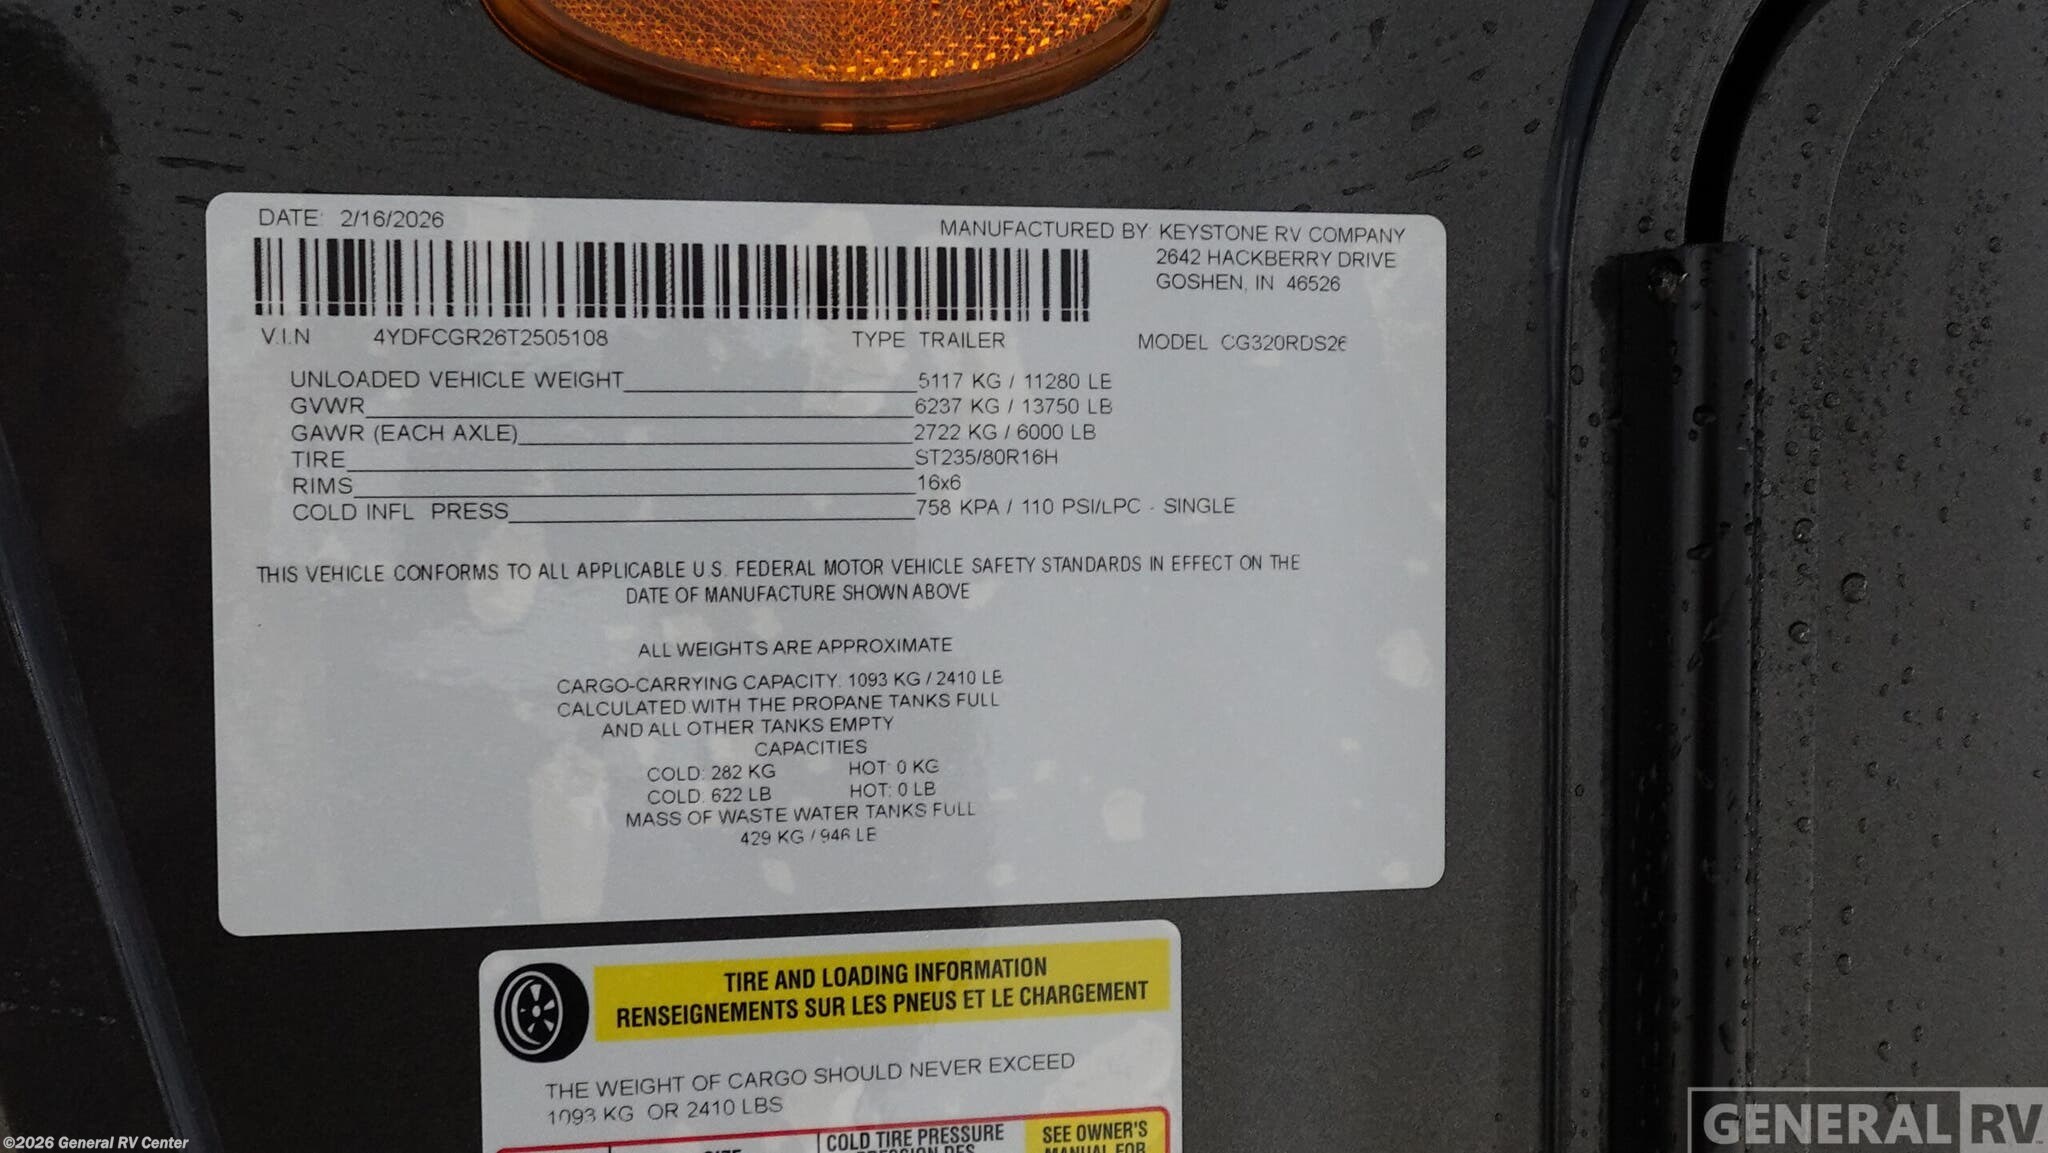 DATE: 2/16/2026
MANUFACTURED BY: KEYSTONE RV COMPANY
2642 HACKBERRY DRIVE
GOSHEN, IN 46526
V.I.N 4YDFCGR26T2505108 TYPE TRAILER MODEL CG320RDS26
UNLOADED VEHICLE WEIGHT 5117 KG / 11280 LB
GVWR 6237 KG / 13750 LB
GAWR (EACH AXLE) 2722 KG / 6000 LB
TIRE ST235/80R16H
RIMS 16x6
COLD INFL PRESS 758 KPA / 110 PSI/LPC - SINGLE
THIS VEHICLE CONFORMS TO ALL APPLICABLE U.S. FEDERAL MOTOR VEHICLE SAFETY STANDARDS IN EFFECT ON THE
DATE OF MANUFACTURE SHOWN ABOVE
ALL WEIGHTS ARE APPROXIMATE
CARGO-CARRYING CAPACITY: 1093 KG / 2410 LB
CALCULATED WITH THE PROPANE TANKS FULL
AND ALL OTHER TANKS EMPTY
CAPACITIES
COLD: 282 KG HOT: 0 KG
COLD: 622 LB HOT: 0 LB
MASS OF WASTE WATER TANKS FULL
429 KG / 946 LB
TIRE AND LOADING INFORMATION
RENSEIGNEMENTS SUR LES PNEUS ET LE CHARGEMENT
THE WEIGHT OF CARGO SHOULD NEVER EXCEED
1093 KG OR 2410 LBS
COLD TIRE PRESSURE
SEE OWNER'S
MANUAL FOR
©2026 General RV Center
GENERAL RV